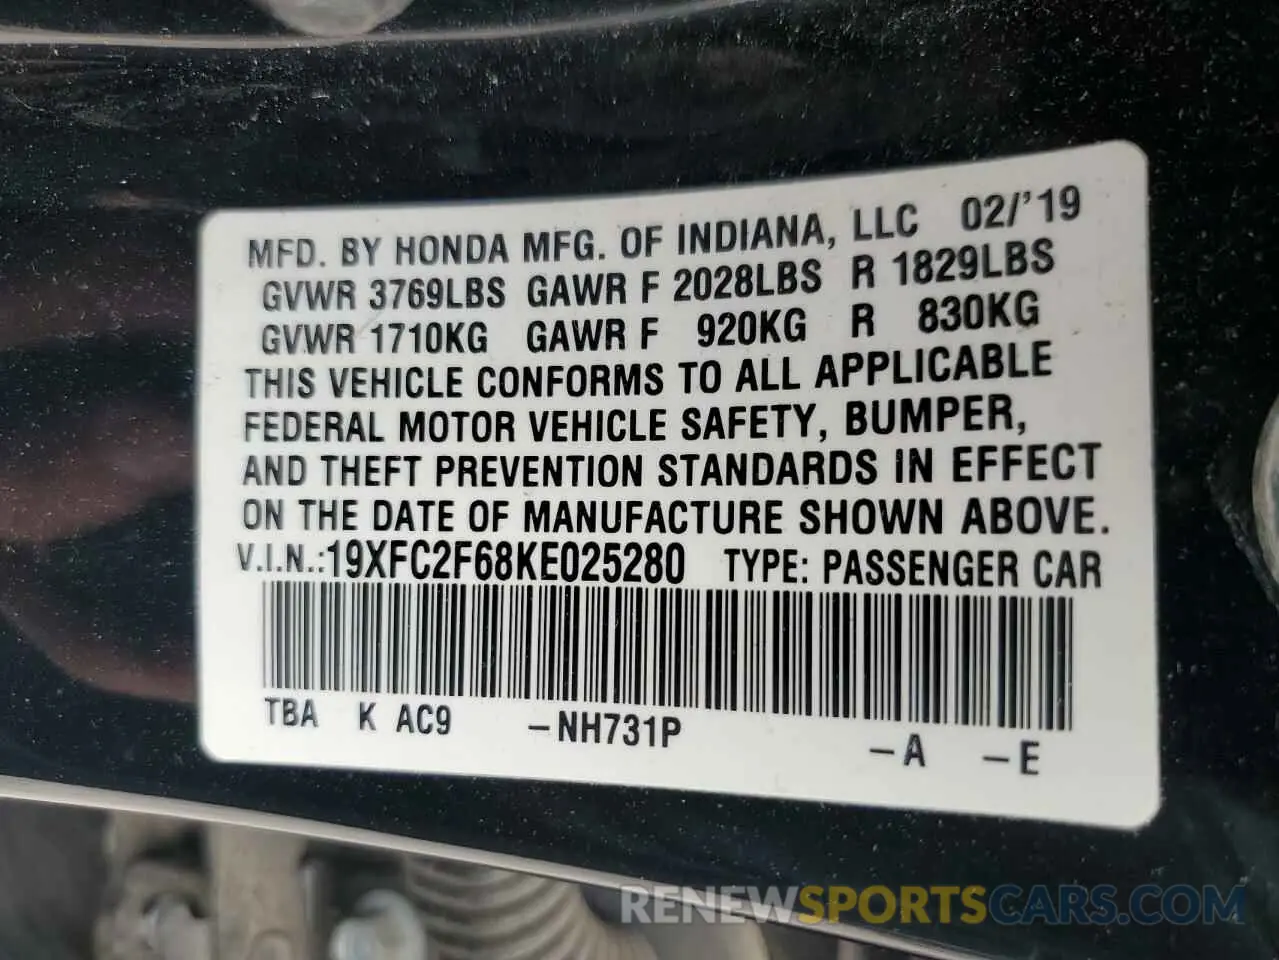 MFD. BY HONDA MFG. OF INDIANA, LLC 02/'19
GVWR 3769LBS GAWR F 2028LBS R 1829LBS
GVWR 1710KG GAWR F 920KG R 830KG
THIS VEHICLE CONFORMS TO ALL APPLICABLE
FEDERAL MOTOR VEHICLE SAFETY, BUMPER,
AND THEFT PREVENTION STANDARDS IN EFFECT
ON THE DATE OF MANUFACTURE SHOWN ABOVE.
V.I.N.:19XFC2F68KE025280 TYPE: PASSENGER CAR
TBA K AC9 -NH731P -A -E
RENEWSPORTSCARS.COM